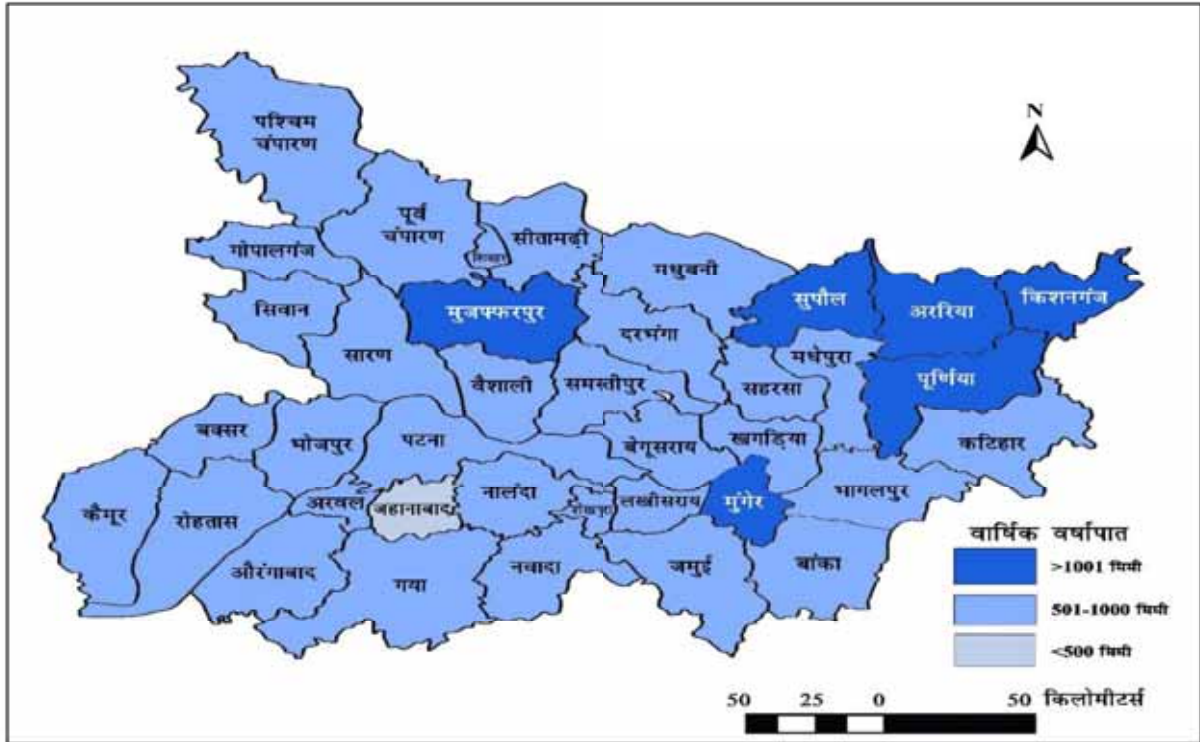 पश्चिम
चंपारण
N
पूर्व
चंपारण
सीतामढ़ी
गोपालगंज
शिवहर
मधुबनी
सिवान
मुजफ्फरपुर
सुपौल
अररिया
किशनगंज
सारण
दरभंगा
मधेपुरा
वैशाली
समस्तीपुर
सहरसा
पूर्णिया
बक्सर
भोजपुर
पटना
बेगूसराय
खगड़िया
कटिहार
कैमूर
रोहतास
अरवल
जहानाबाद
नालंदा
शेखपुरा
लखीसराय
मुंगेर
भागलपुर
औरंगाबाद
गया
नवादा
जमुई
बांका
वार्षिक वर्षापात
>1001 मिमी
501-1000 मिमी
<500 मिमी
50 25 0 50 किलोमीटर्स